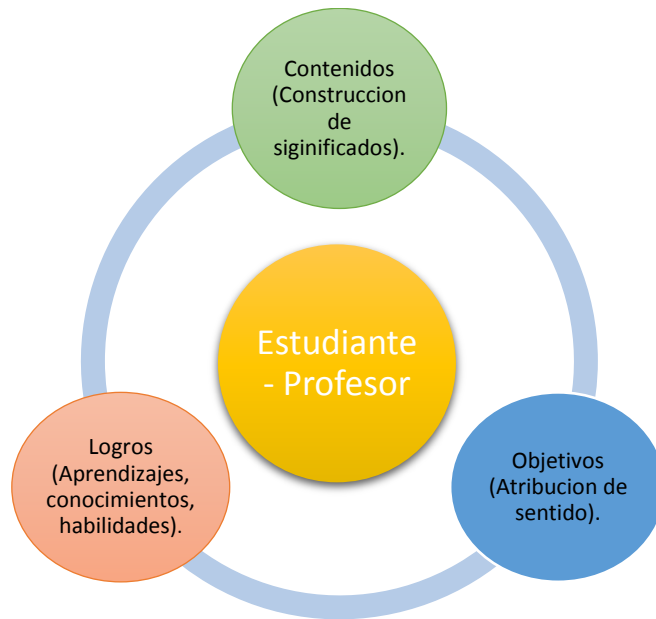 Contenidos
(Construccion
de
siginificados).
Estudiante
- Profesor
Logros
(Aprendizajes,
conocimientos,
habilidades).
Objetivos
(Atribucion de
sentido).